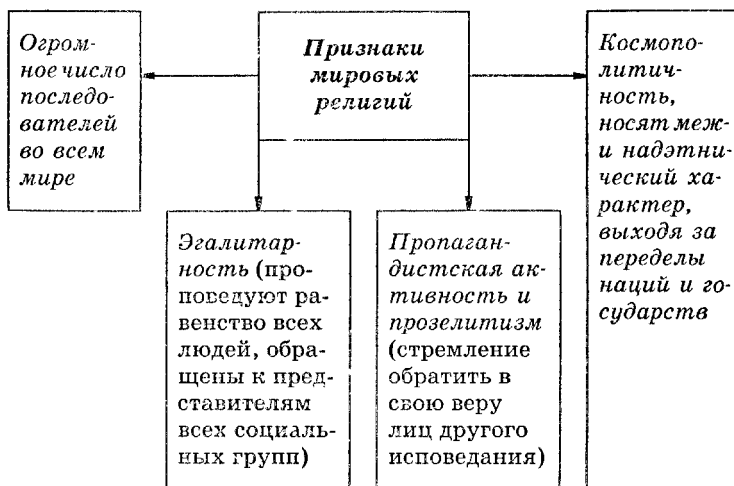 Огром-
ное число
последо-
вателей
во всем
мире
Признаки
мировых
религий
Космопо-
литич-
ность,
носят меж-
и надэтни-
ческий ха-
рактер,
выходя за
пределы
наций и го-
сударств
Эгалитар-
ность (про-
поведуют ра-
венство всех
людей, обра-
щены к пред-
ставителям
всех социаль-
ных групп)
Пропаган-
дистская ак-
тивность и
прозелитизм
(стремление
обратить в
свою веру
лиц другого
исповедания)